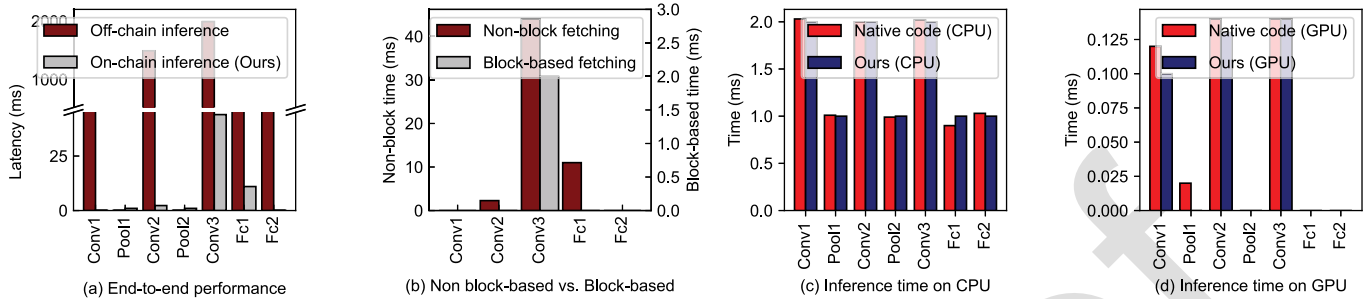 2000
1000
25
0
Latency (ms)
Off-chain inference
On-chain inference (Ours)
Conv1
Pool1
Conv2
Pool2
Conv3
Fc1
Fc2
(a) End-to-end performance
40
30
20
10
0
Non-block time (ms)
Non-block fetching
Block-based fetching
3.0
2.5
2.0
1.5
1.0
0.5
0.0
Block-based time (ms)
Conv1
Conv2
Conv3
Fc1
Fc2
(b) Non block-based vs. Block-based
2.0
1.5
1.0
0.5
0.0
Time (ms)
Native code (CPU)
Ours (CPU)
Conv1
Pool1
Conv2
Pool2
Conv3
Fc1
Fc2
(c) Inference time on CPU
0.125
0.100
0.075
0.050
0.025
0.000
Time (ms)
Native code (GPU)
Ours (GPU)
Conv1
Pool1
Conv2
Pool2
Conv3
Fc1
Fc2
(d) Inference time on GPU